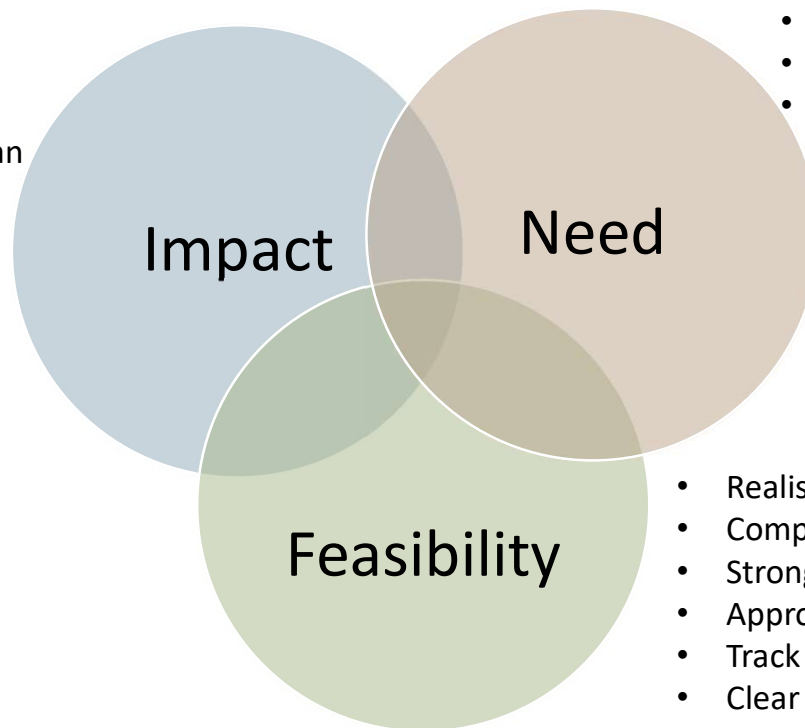 Impact
Need
Feasibility
•
•
•
• Realis
• Comp
• Strong
• Appro
• Track
• Clear